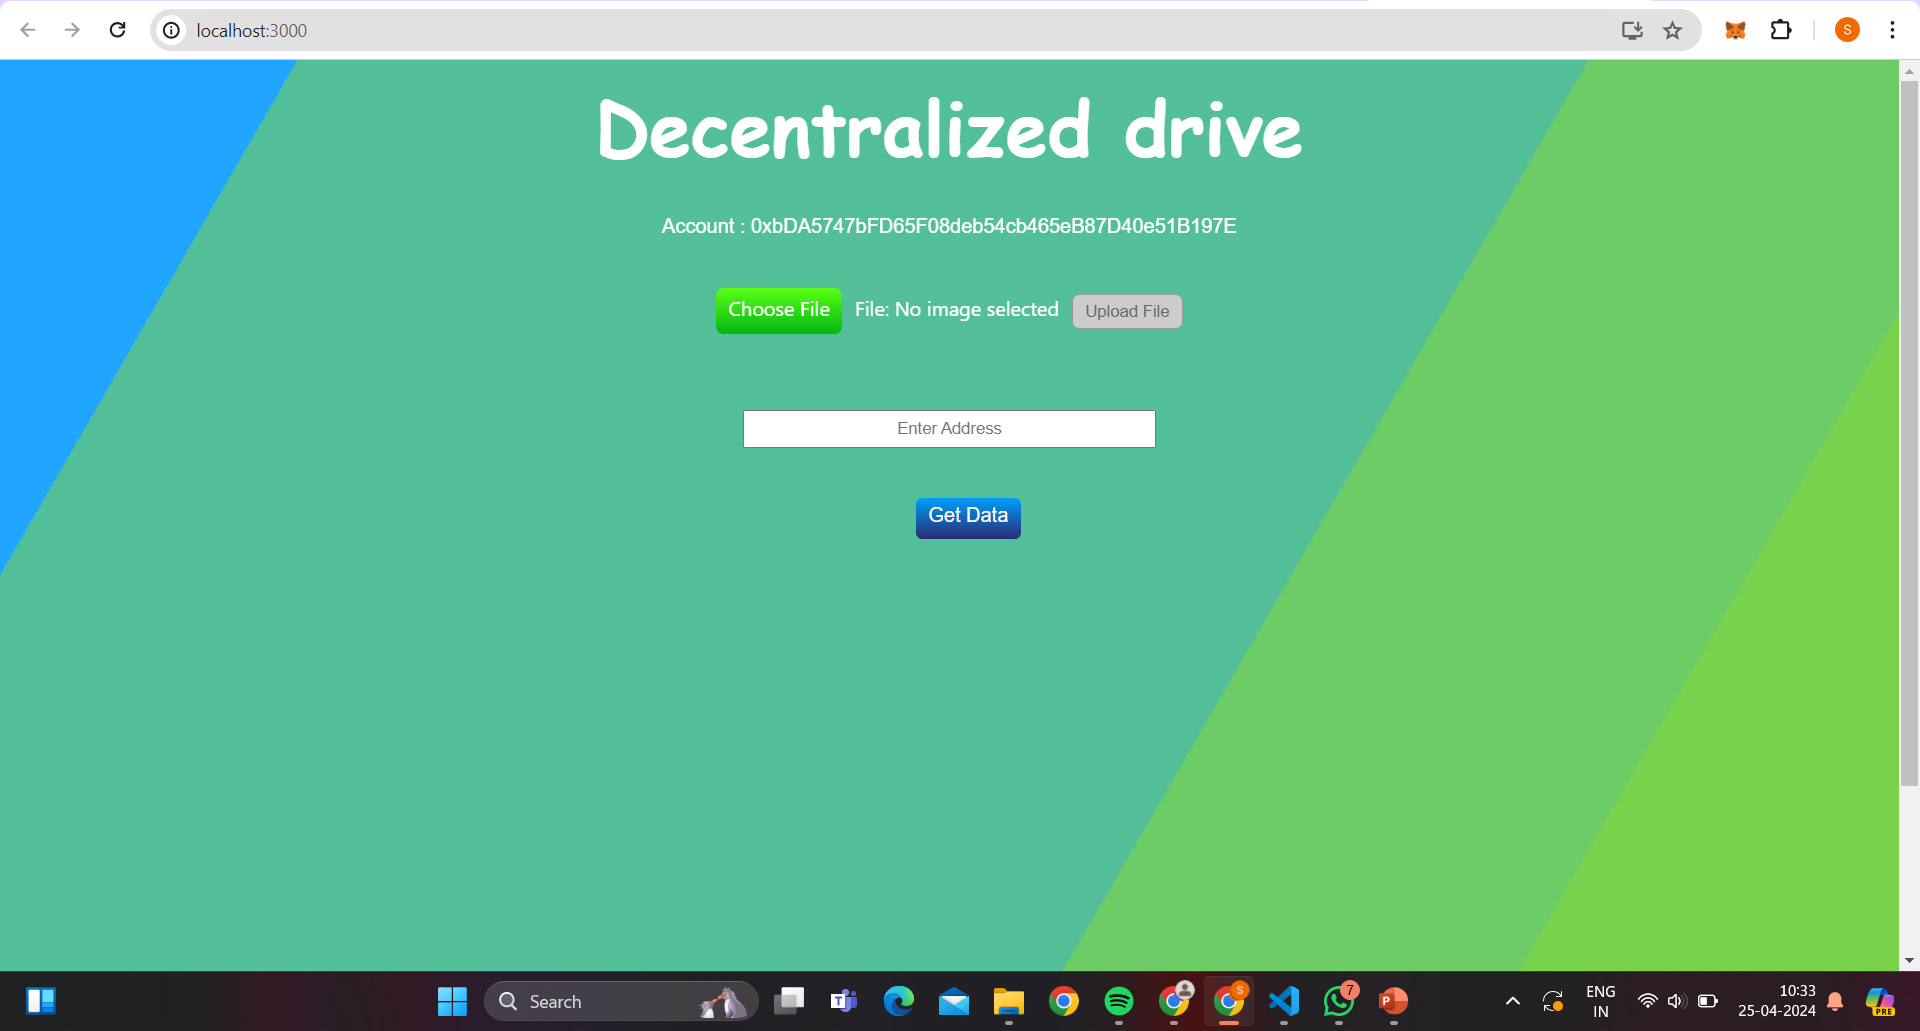 localhost:3000
S
Decentralized drive
Account : 0xbDA5747bFD65F08deb54cb465eB87D40e51B197E
Choose File File: No image selected Upload File
Enter Address
Get Data
Search
T
S
7
P
ENG
IN
10:33
25-04-2024
PRE